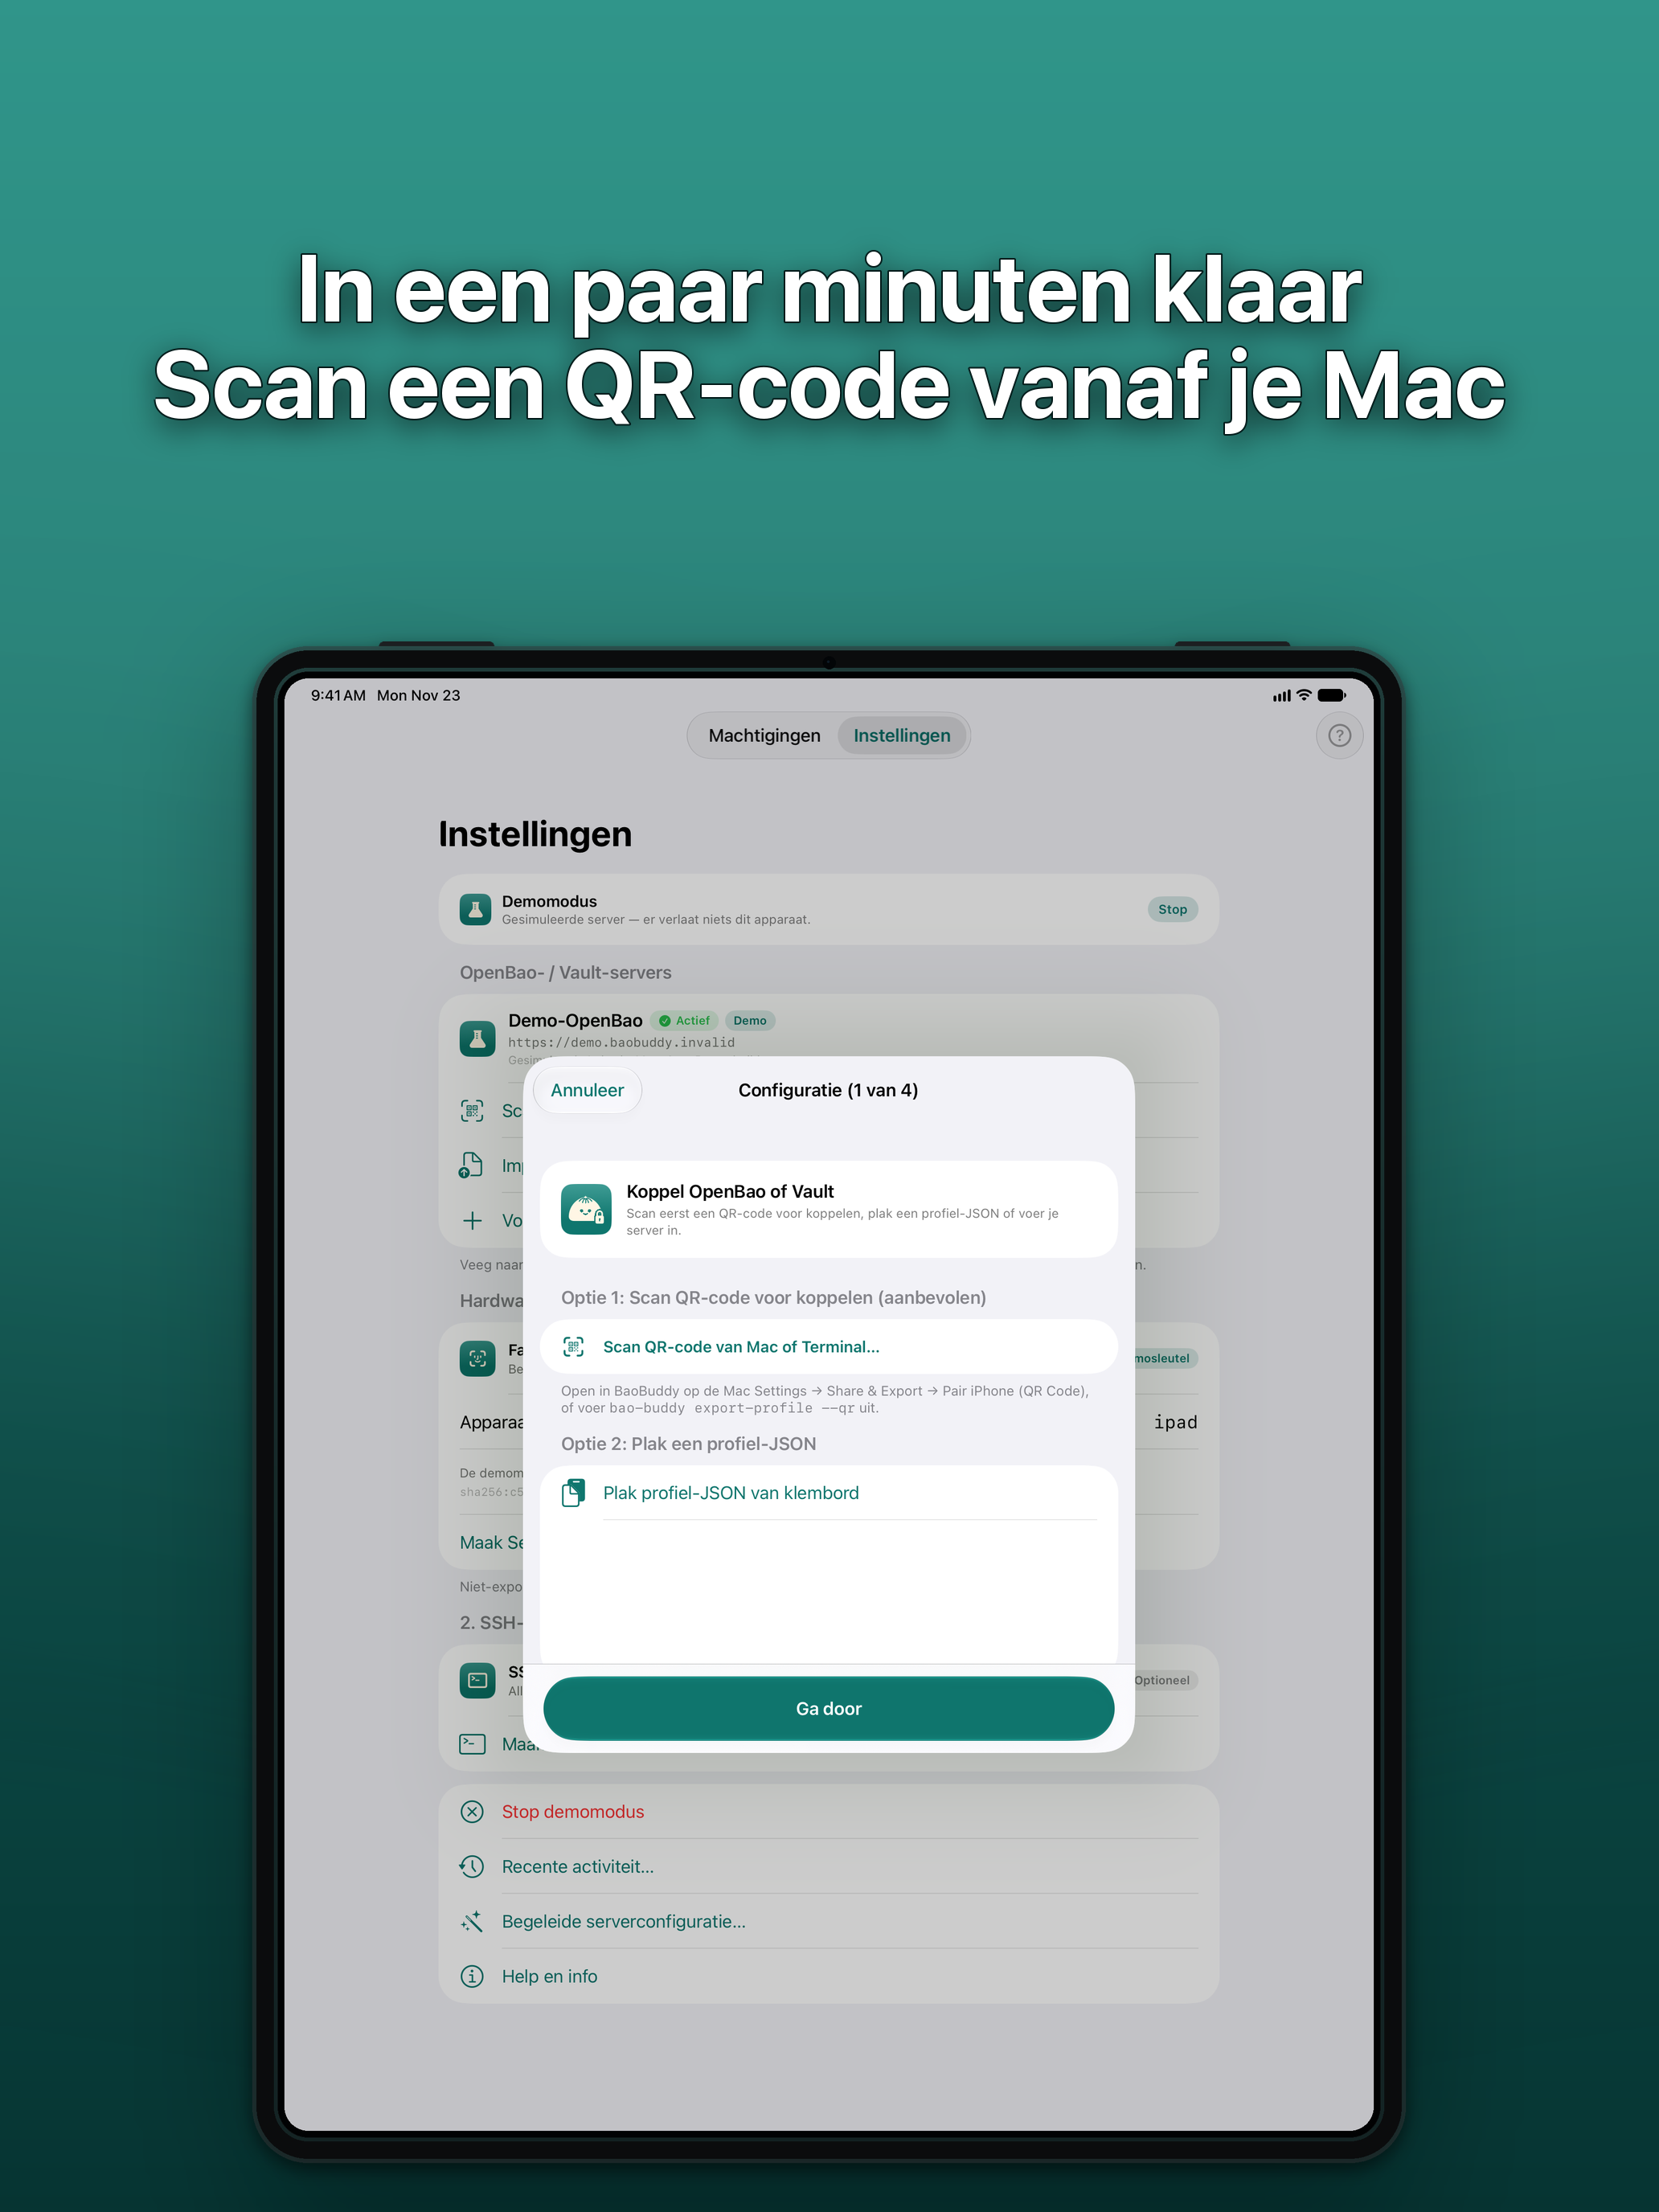 In een paar minuten klaar
Scan een QR-code vanaf je Mac
9:41 AM Mon Nov 23
Machtigingen Instellingen
Instellingen
Demomodus
Gesimuleerde server — er verlaat niets dit apparaat.
Stop
OpenBao- / Vault-servers
Demo-OpenBao Actief Demo
https://demo.baobuddy.invalid
Annuleer
Configuratie (1 van 4)
Koppel OpenBao of Vault
Scan eerst een QR-code voor koppelen, plak een profiel-JSON of voer je
server in.
Veeg naar
Optie 1: Scan QR-code voor koppelen (aanbevolen)
Scan QR-code van Mac of Terminal...
Open in BaoBuddy op de Mac Settings → Share & Export → Pair iPhone (QR Code),
of voer bao-buddy export-profile --qr uit.
ipad
Optie 2: Plak een profiel-JSON
Plak profiel-JSON van klembord
Maak
2. SSH-
Optioneel
Ga door
Stop demomodus
Recente activiteit...
Begeleide serverconfiguratie...
Help en info